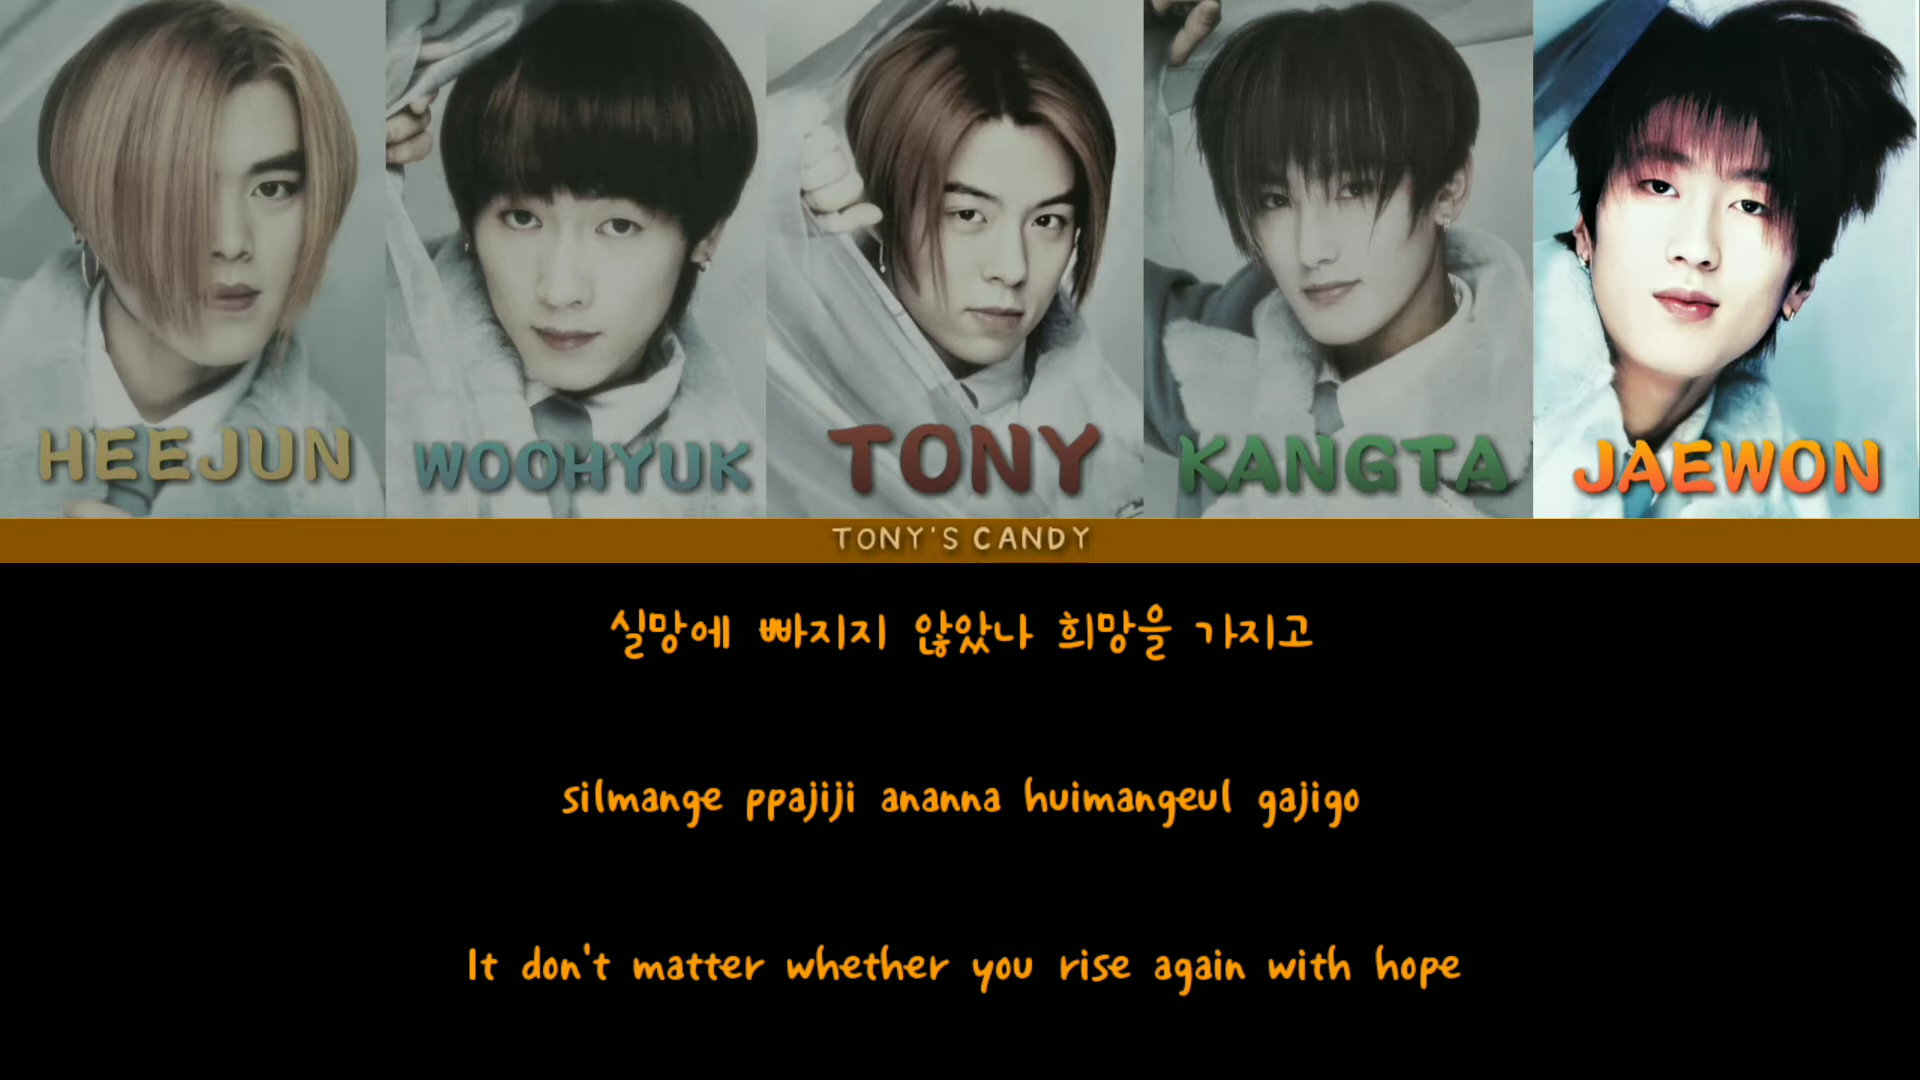 HEEJUN
WOOHYUK
TONY
KANGTA
JAEWON
TONY'S CANDY
실망에 빠지지 않았나 희망을 가지고
silmange ppajiji ananna huimangeul gajigo
It don't matter whether you rise again with hope